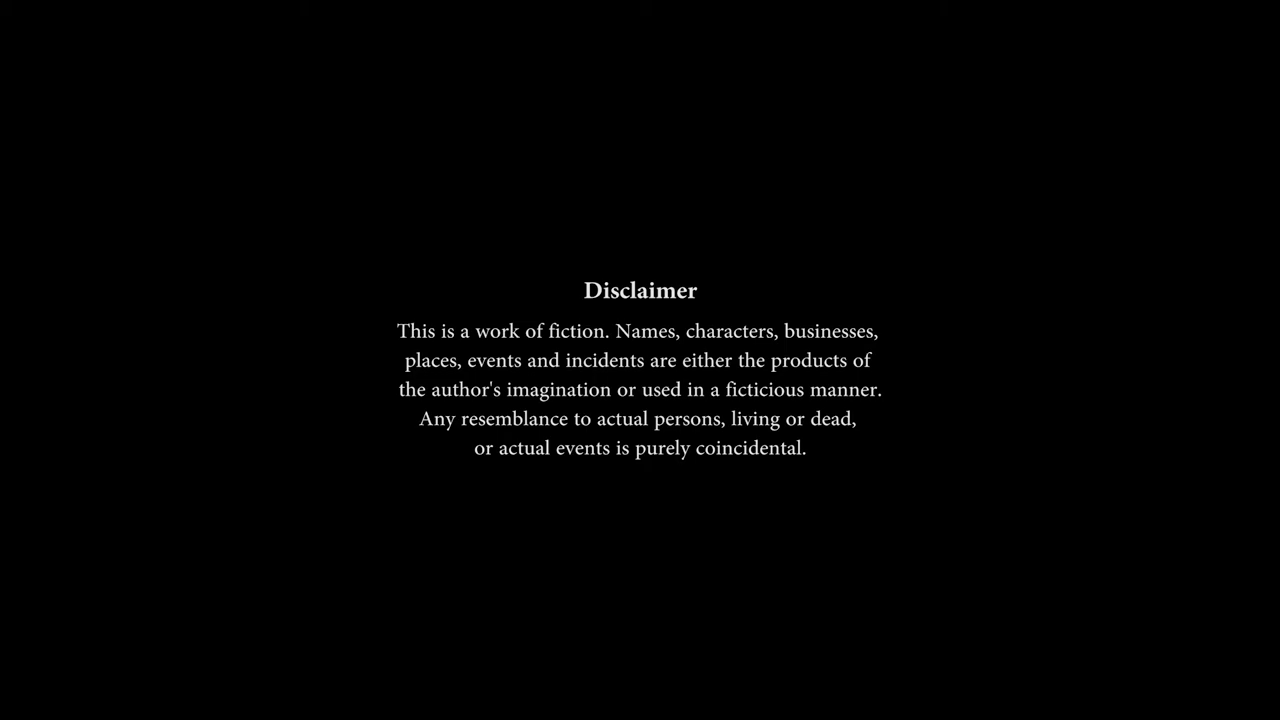 Disclaimer
This is a work of fiction. Names, characters, businesses,
places, events and incidents are either the products of
the author's imagination or used in a ficticious manner.
Any resemblance to actual persons, living or dead,
or actual events is purely coincidental.